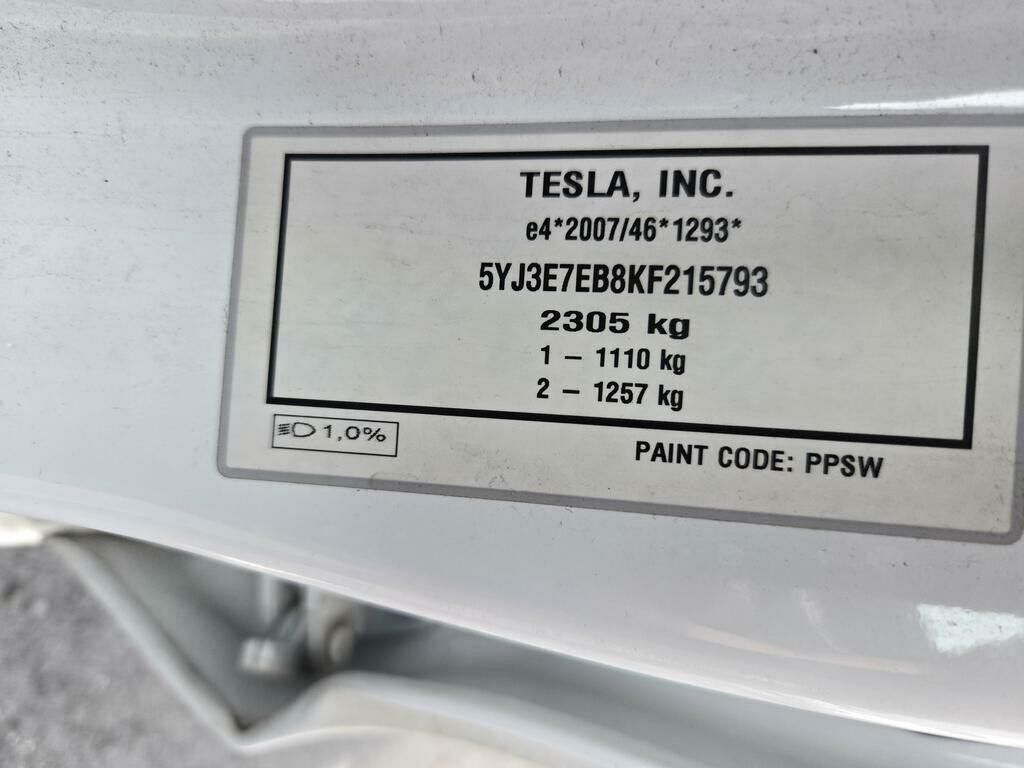 TESLA, INC.
e4*2007/46*1293*
5YJ3E7EB8KF215793
2305 kg
1 – 1110 kg
2 – 1257 kg
1,0%
PAINT CODE: PPSW